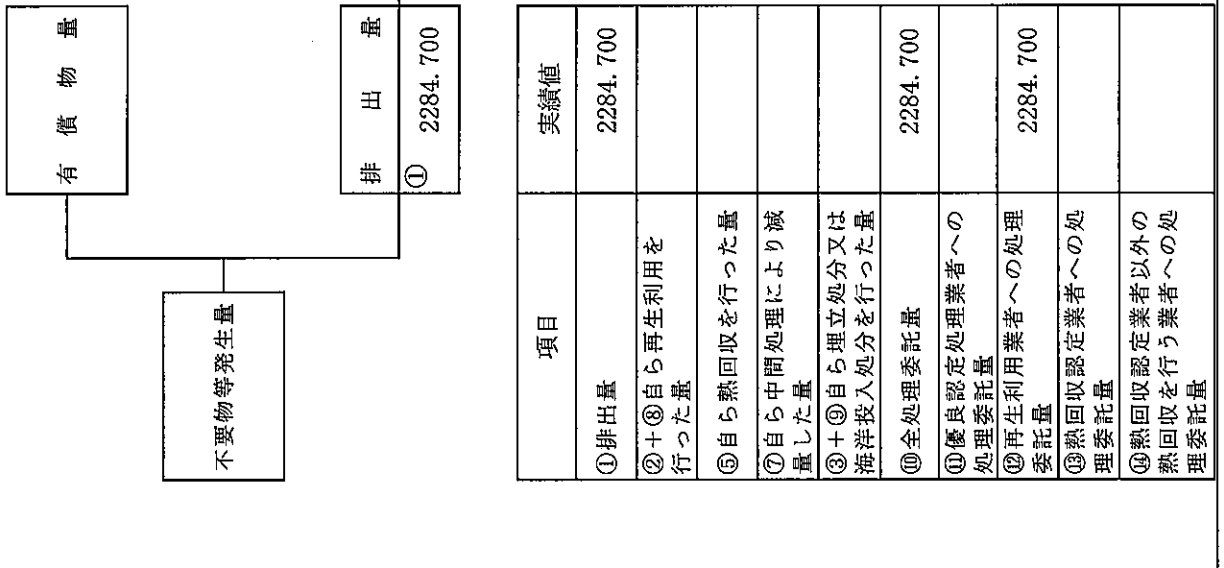 有償物量
不要物等発生量
排出量
① 2284.700
項目 実績値
①排出量 2284.700
②+⑧自ら再生利用を
行った量
⑤自ら熱回収を行った量
⑦自ら中間処理により減
量した量
③+⑨自ら埋立処分又は
海洋投入処分を行った量
⑩全処理委託量 2284.700
⑪優良認定処理業者への
処理委託量
⑫再生利用業者への処理
委託量 2284.700
⑬熱回収認定業者への処
理委託量
⑭熱回収認定業者以外の
熱回収を行う業者への処
理委託量